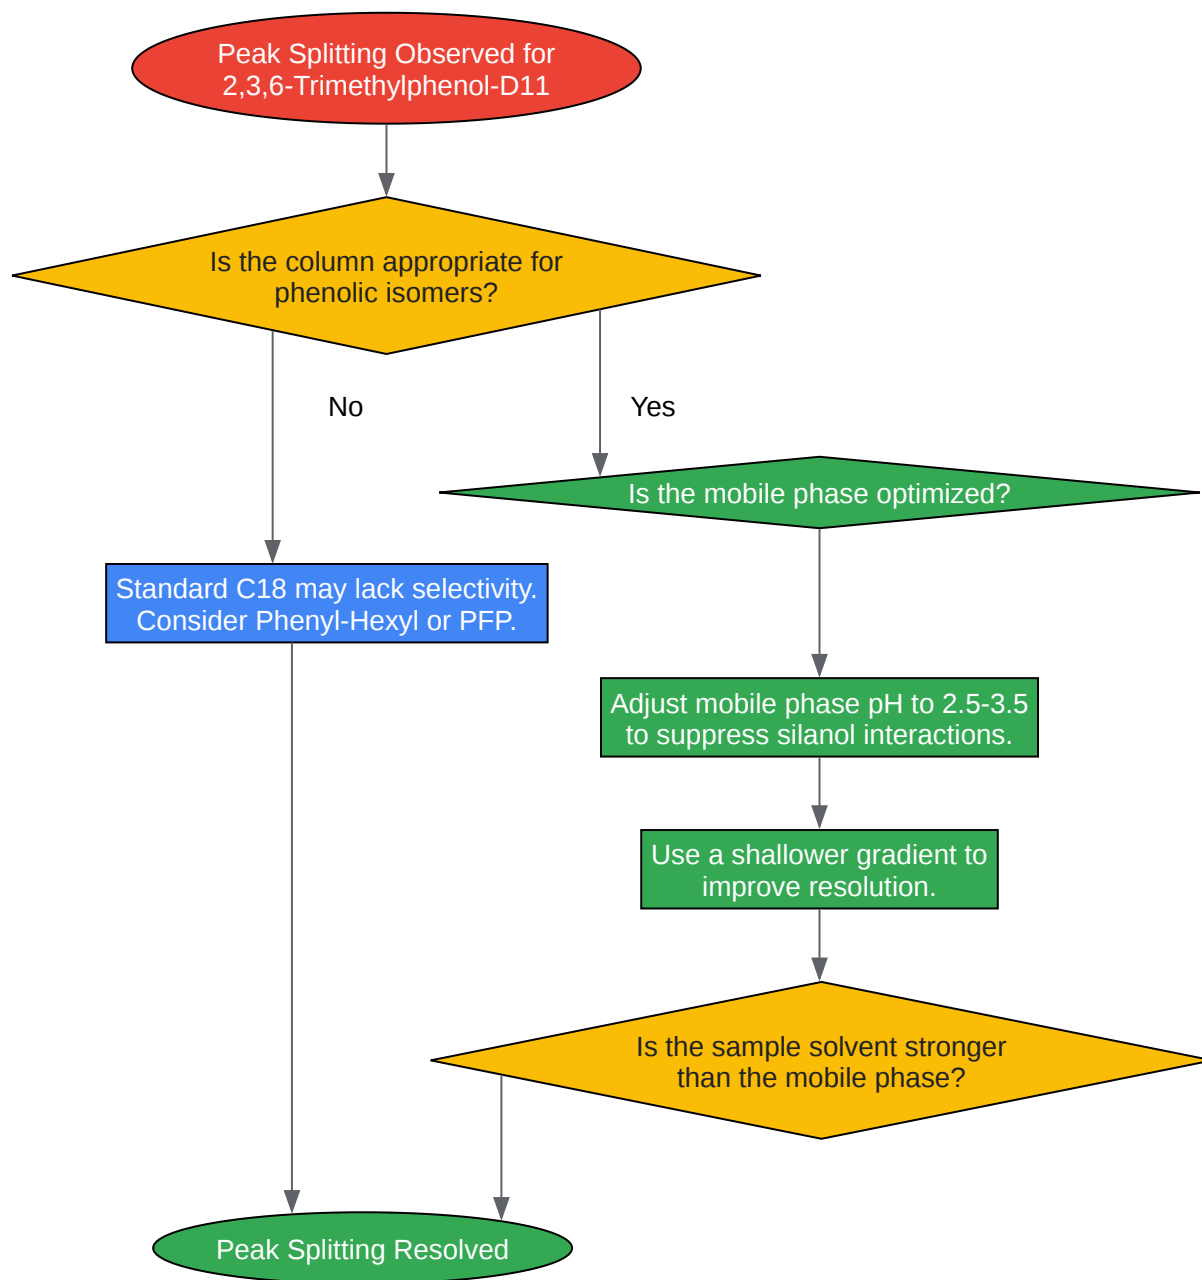 Peak Splitting Observed for
2,3,6-Trimethylphenol-D11
Is the column appropriate for
phenolic isomers?
No
Yes
Is the mobile phase optimized?
Standard C18 may lack selectivity.
Consider Phenyl-Hexyl or PFP.
Adjust mobile phase pH to 2.5-3.5
to suppress silanol interactions.
Use a shallower gradient to
improve resolution.
Is the sample solvent stronger
than the mobile phase?
Peak Splitting Resolved